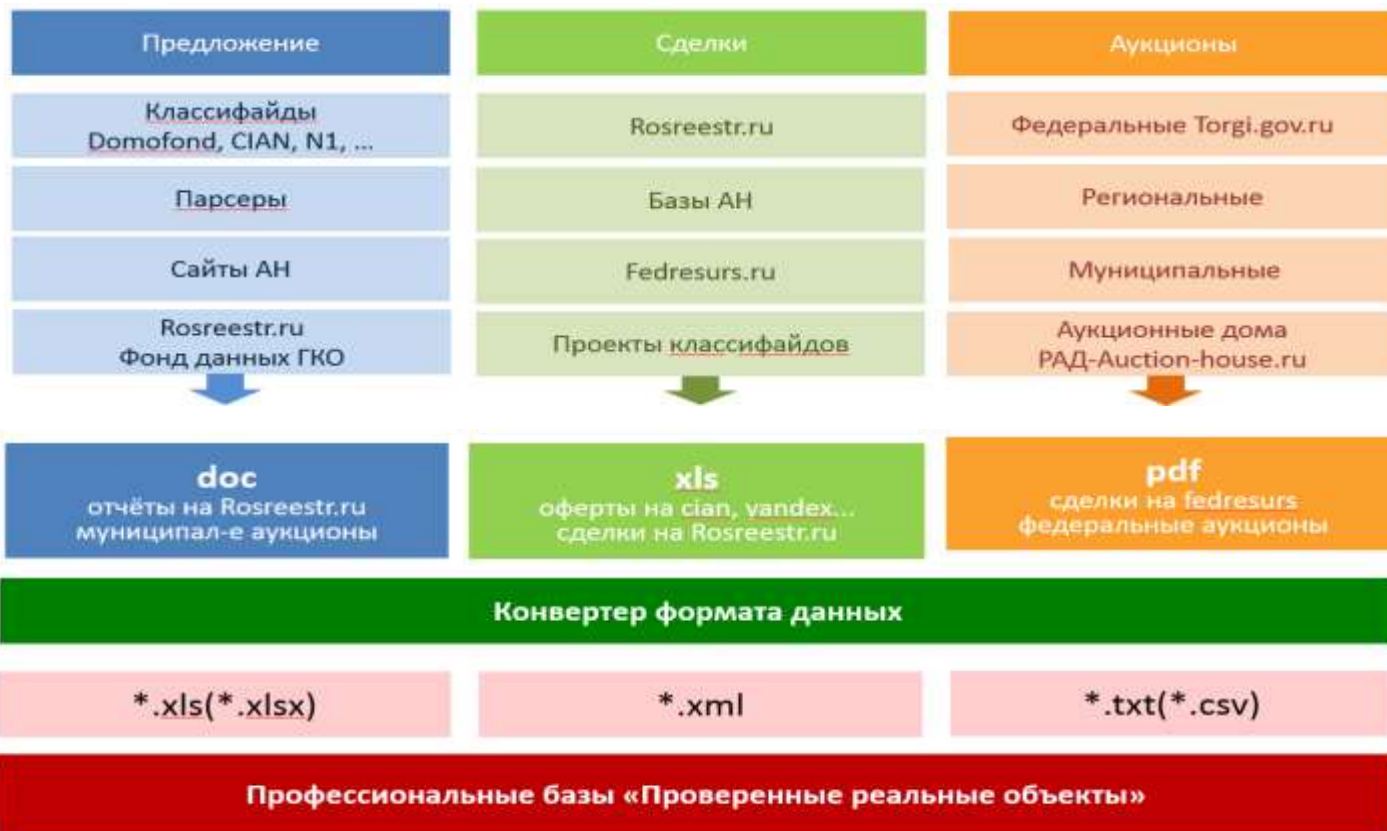 Предложение
Классифайды
Domofond, CIAN, N1, ...
Парсеры
Сайты АН
Rosreestr.ru
Фонд данных ГКО
Сделки
Rosreestr.ru
Базы АН
Fedresurs.ru
Проекты классифайдов
Аукционы
Федеральные Torgi.gov.ru
Региональные
Муниципальные
Аукционные дома
РАД-Auction-house.ru
doc
отчёты на Rosreestr.ru
муниципал-е аукционы
xls
оферты на cian, yandex...
сделки на Rosreestr.ru
pdf
сделки на fedresurs
федеральные аукционы
Конвертер формата данных
*.xls(*.xlsx)
*.xml
*.txt(*.csv)
Профессиональные базы «Проверенные реальные объекты»